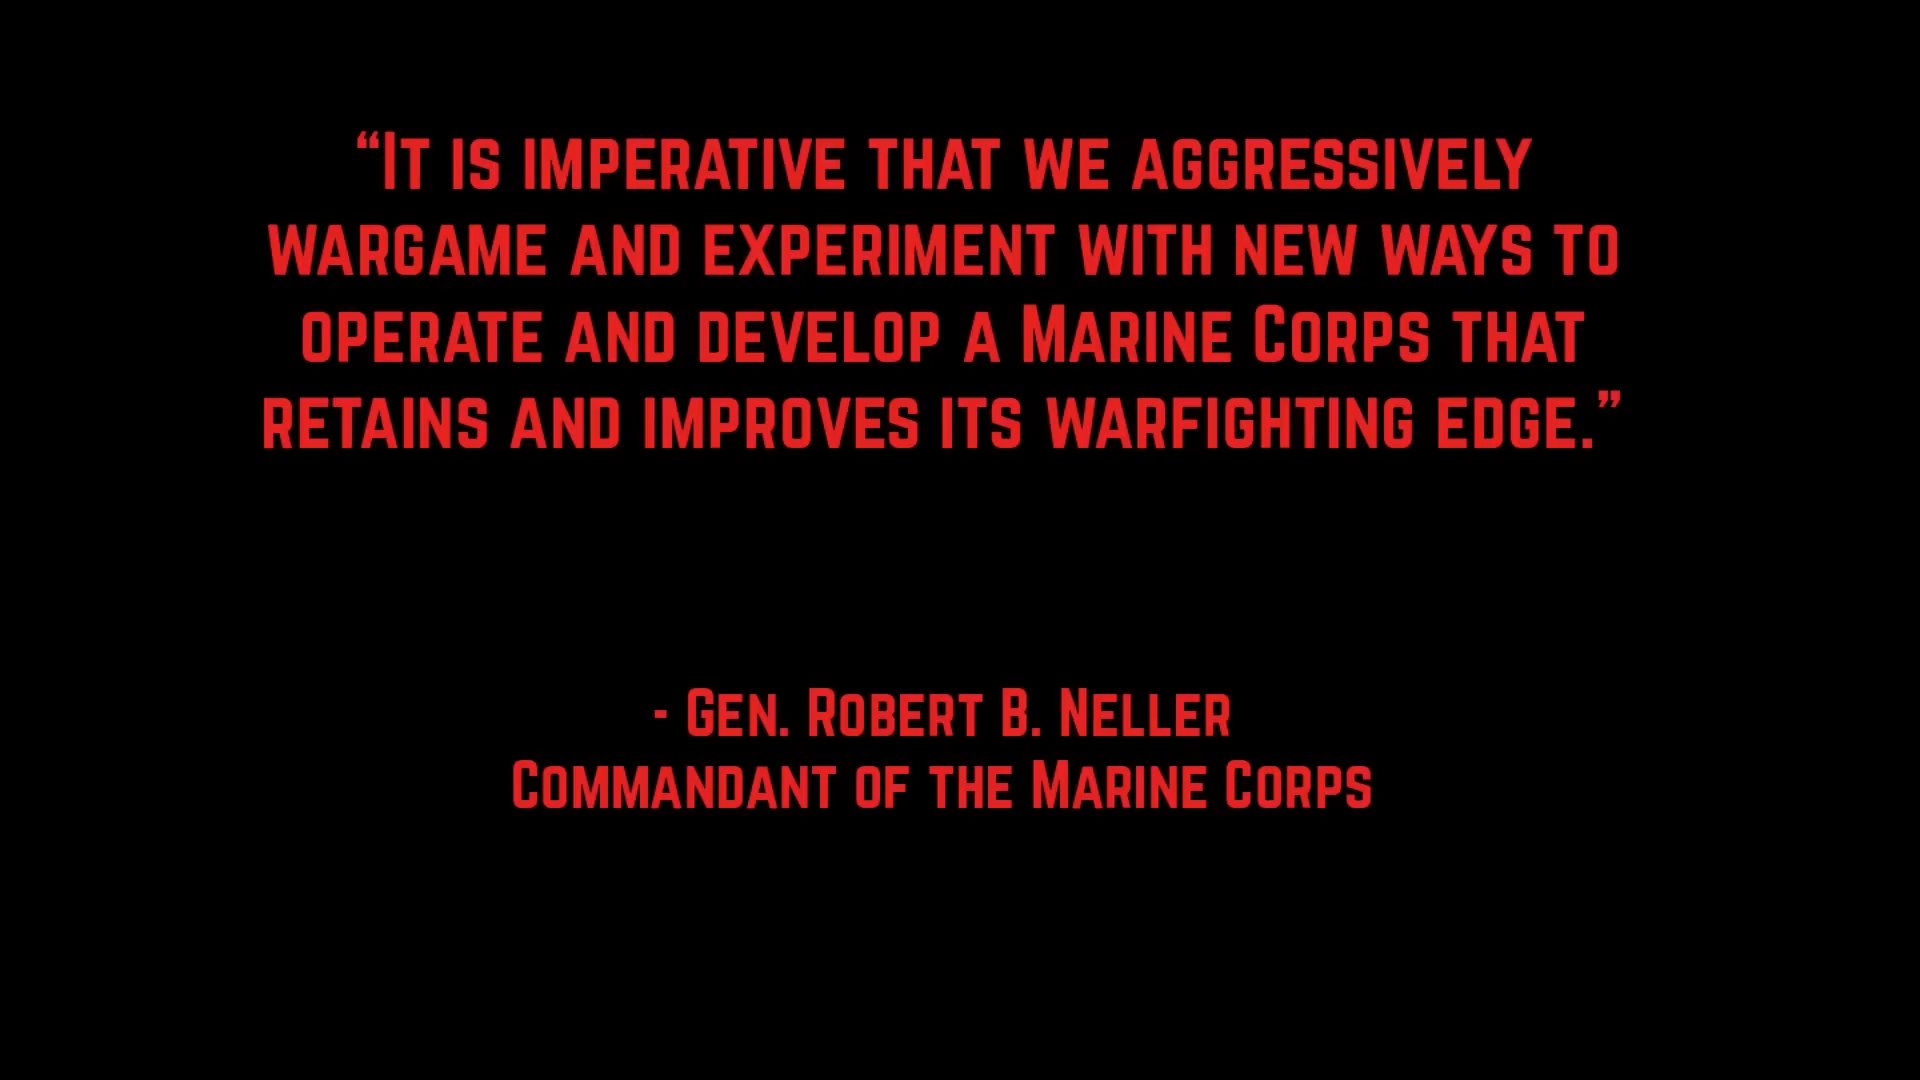 “It is imperative that we aggressively
wargame and experiment with new ways to
operate and develop a Marine Corps that
retains and improves its warfighting edge.”
- Gen. Robert B. Neller
Commandant of the Marine Corps